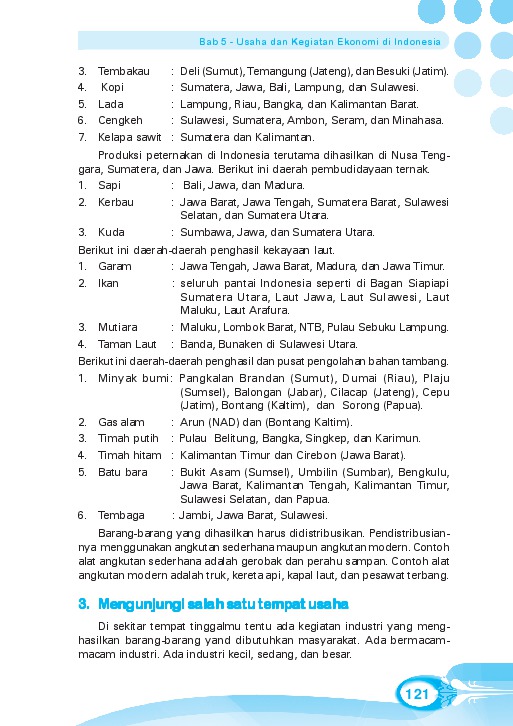 Bab 5 - Usaha dan Kegiatan Ekonomi di Indonesia
3. Tembakau : Deli (Sumut), Temangung (Jateng), dan Besuki (Jatim).
4. Kopi : Sumatera, Jawa, Bali, Lampung, dan Sulawesi.
5. Lada : Lampung, Riau, Bangka, dan Kalimantan Barat.
6. Cengkeh : Sulawesi, Sumatera, Ambon, Seram, dan Minahasa.
7. Kelapa sawit : Sumatera dan Kalimantan.
Produksi peternakan di Indonesia terutama dihasilkan di Nusa Teng-
gara, Sumatera, dan Jawa. Berikut ini daerah pembudidayaan ternak.
1. Sapi : Bali, Jawa, dan Madura.
2. Kerbau : Jawa Barat, Jawa Tengah, Sumatera Barat, Sulawesi
Selatan, dan Sumatera Utara.
3. Kuda : Sumbawa, Jawa, dan Sumatera Utara.
Berikut ini daerah-daerah penghasil kekayaan laut.
1. Garam : Jawa Tengah, Jawa Barat, Madura, dan Jawa Timur.
2. Ikan : seluruh pantai Indonesia seperti di Bagan Siapiapi
Sumatera Utara, Laut Jawa, Laut Sulawesi, Laut
Maluku, Laut Arafura.
3. Mutiara : Maluku, Lombok Barat, NTB, Pulau Sebuku Lampung.
4. Taman Laut : Banda, Bunaken di Sulawesi Utara.
Berikut ini daerah-daerah penghasil dan pusat pengolahan bahan tambang.
1. Minyak bumi: Pangkalan Brandan (Sumut), Dumai (Riau), Plaju
(Sumsel), Balongan (Jabar), Cilacap (Jateng), Cepu
(Jatim), Bontang (Kaltim), dan Sorong (Papua).
2. Gas alam : Arun (NAD) dan (Bontang Kaltim).
3. Timah putih : Pulau Belitung, Bangka, Singkep, dan Karimun.
4. Timah hitam : Kalimantan Timur dan Cirebon (Jawa Barat).
5. Batu bara : Bukit Asam (Sumsel), Umbilin (Sumbar), Bengkulu,
Jawa Barat, Kalimantan Tengah, Kalimantan Timur,
Sulawesi Selatan, dan Papua.
6. Tembaga : Jambi, Jawa Barat, Sulawesi.
Barang-barang yang dihasilkan harus didistribusikan. Pendistribusian-
nya menggunakan angkutan sederhana maupun angkutan modern. Contoh
alat angkutan sederhana adalah gerobak dan perahu sampan. Contoh alat
angkutan modern adalah truk, kereta api, kapal laut, dan pesawat terbang.
3. Mengunjungi salah satu tempat usaha
Di sekitar tempat tinggalmu tentu ada kegiatan industri yang meng-
hasilkan barang-barang yand dibutuhkan masyarakat. Ada bermacam-
macam industri. Ada industri kecil, sedang, dan besar.
121